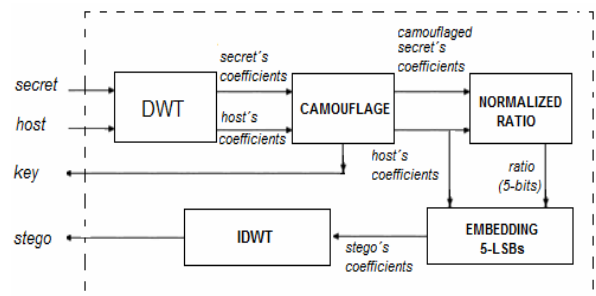 secret
host
key
stego
DWT
secret´s
coefficients
host´s
coefficients
CAMOUFLAGE
camouflaged
secret´s
coefficients
host´s
coefficients
NORMALIZED
RATIO
ratio
(5-bits)
EMBEDDING
5-LSBs
stego´s
coefficients
IDWT